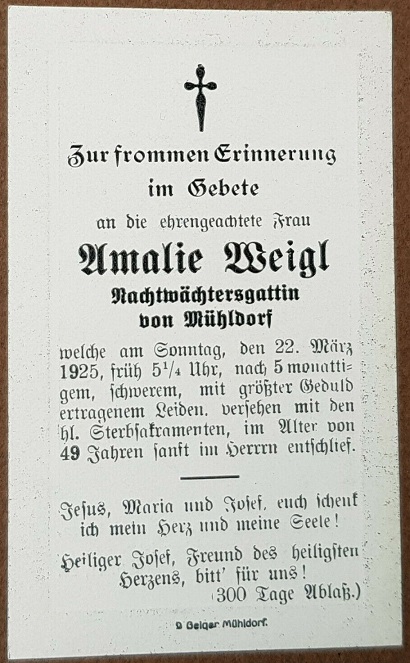 Zur frommen Erinnerung
im Gebete
an die ehrengeachtete Frau
Amalie Weigl
Nachtwächtersgattin
von Mühldorf
welche am Sonntag, den 22. März
1925, früh 5¼ Uhr, nach 5 monatti-
gem, schwerem, mit größter Geduld
ertragenem Leiden. versehen mit den
hl. Sterbsakramenten, im Alter von
49 Jahren sanft im Herrrn entschlief.
Jesus, Maria und Josef, euch schenk
ich mein Herz und meine Seele!
Heiliger Josef, Freund des heiligsten
Herzens, bitt' für uns!
(300 Tage Ablaß.)
D Geiger Mühldorf.